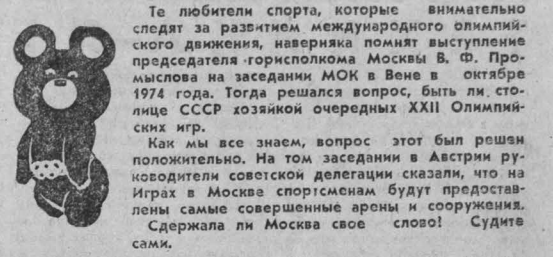 Те любители спорта, которые внимательно
следят за развитием международного олимпий-
ского движения, наверняка помнят выступление
председателя горисполкома Москвы В. Ф. Про-
мыслова на заседании МОК в Вене в октябре
1974 года. Тогда решался вопрос, быть ли сто-
лице СССР хозяйкой очередных XXII Олимпий-
ских игр.
Как мы все знаем, вопрос этот был решен
положительно. На том заседании в Австрии ру-
ководители советской делегации сказали, что на
Играх в Москве спортсменам будут предостав-
лены самые совершенные арены и сооружения.
Сдержала ли Москва свое слово! Судите
сами.